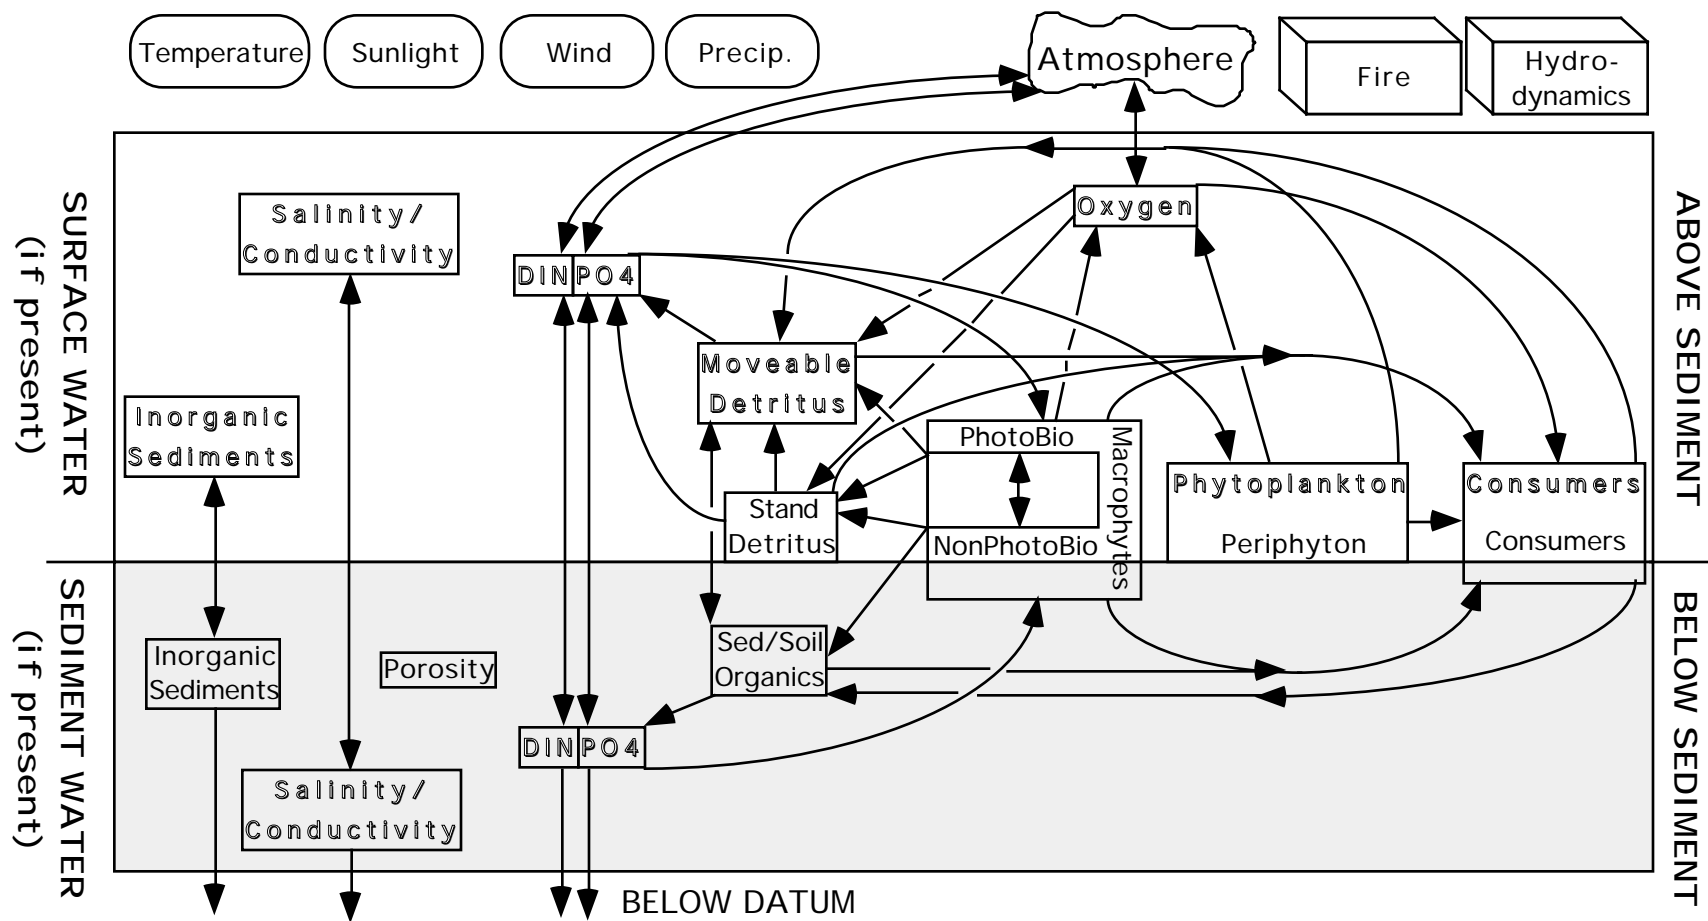 Temperature
Sunlight
Wind
Precip.
Atmosphere
Fire
Hydro-
dynamics
SURFACE WATER
(if present)
ABOVE SEDIMENT
Salinity/
Conductivity
Oxygen
DIN PO4
Moveable
Detritus
Inorganic
Sediments
PhotoBio
Macrophytes
NonPhotoBio
Stand
Detritus
Phytoplankton
Periphyton
Consumers
Consumers
SEDIMENT WATER
(if present)
BELOW SEDIMENT
Inorganic
Sediments
Porosity
Sed/Soil
Organics
DIN PO4
Salinity/
Conductivity
BELOW DATUM